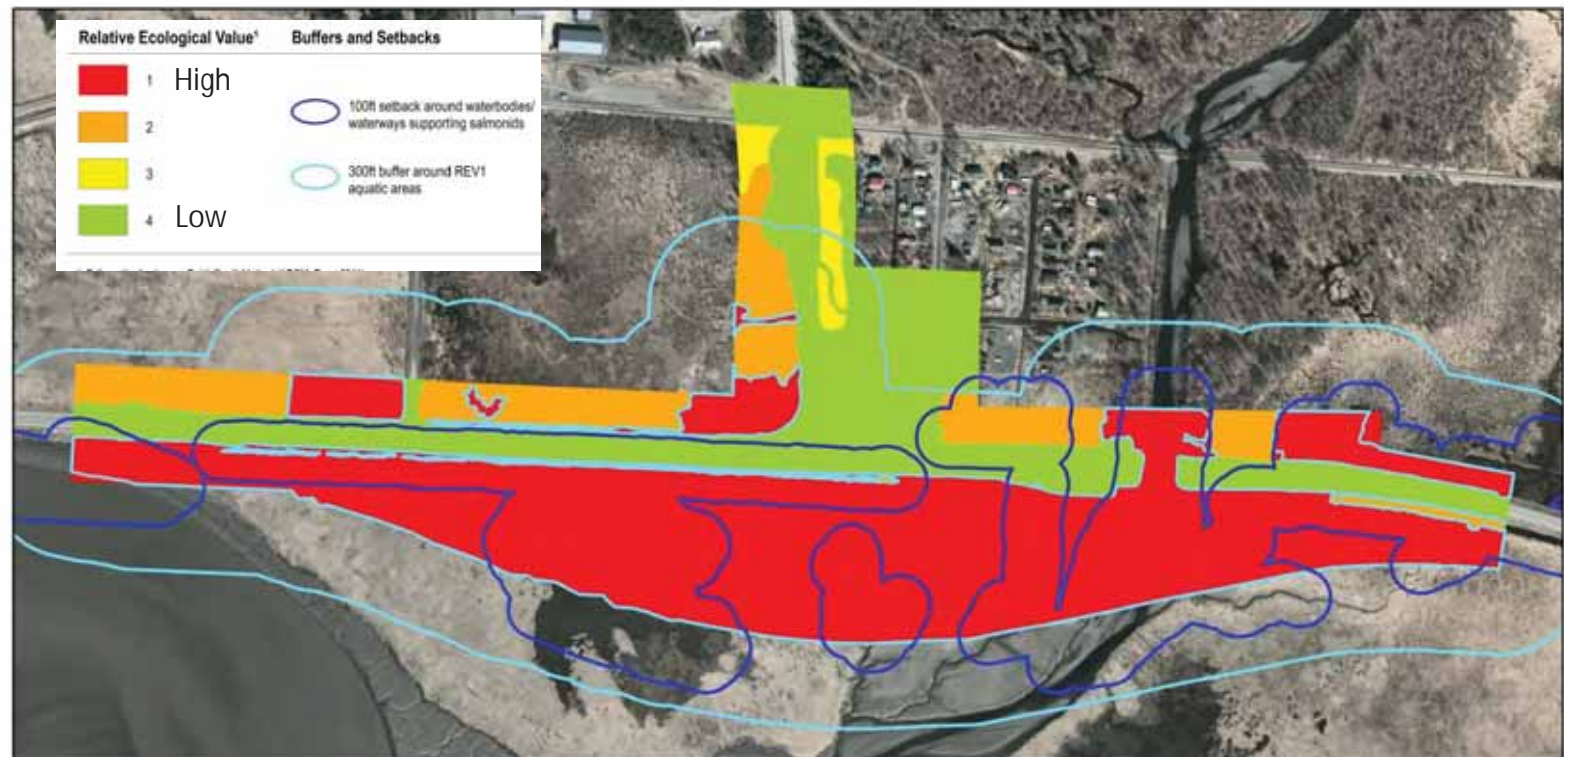 Relative Ecological Value¹
Buffers and Setbacks
1 High
2
3
4 Low
100ft setback around waterbodies/
waterways supporting salmonids
300ft buffer around REV1
aquatic areas